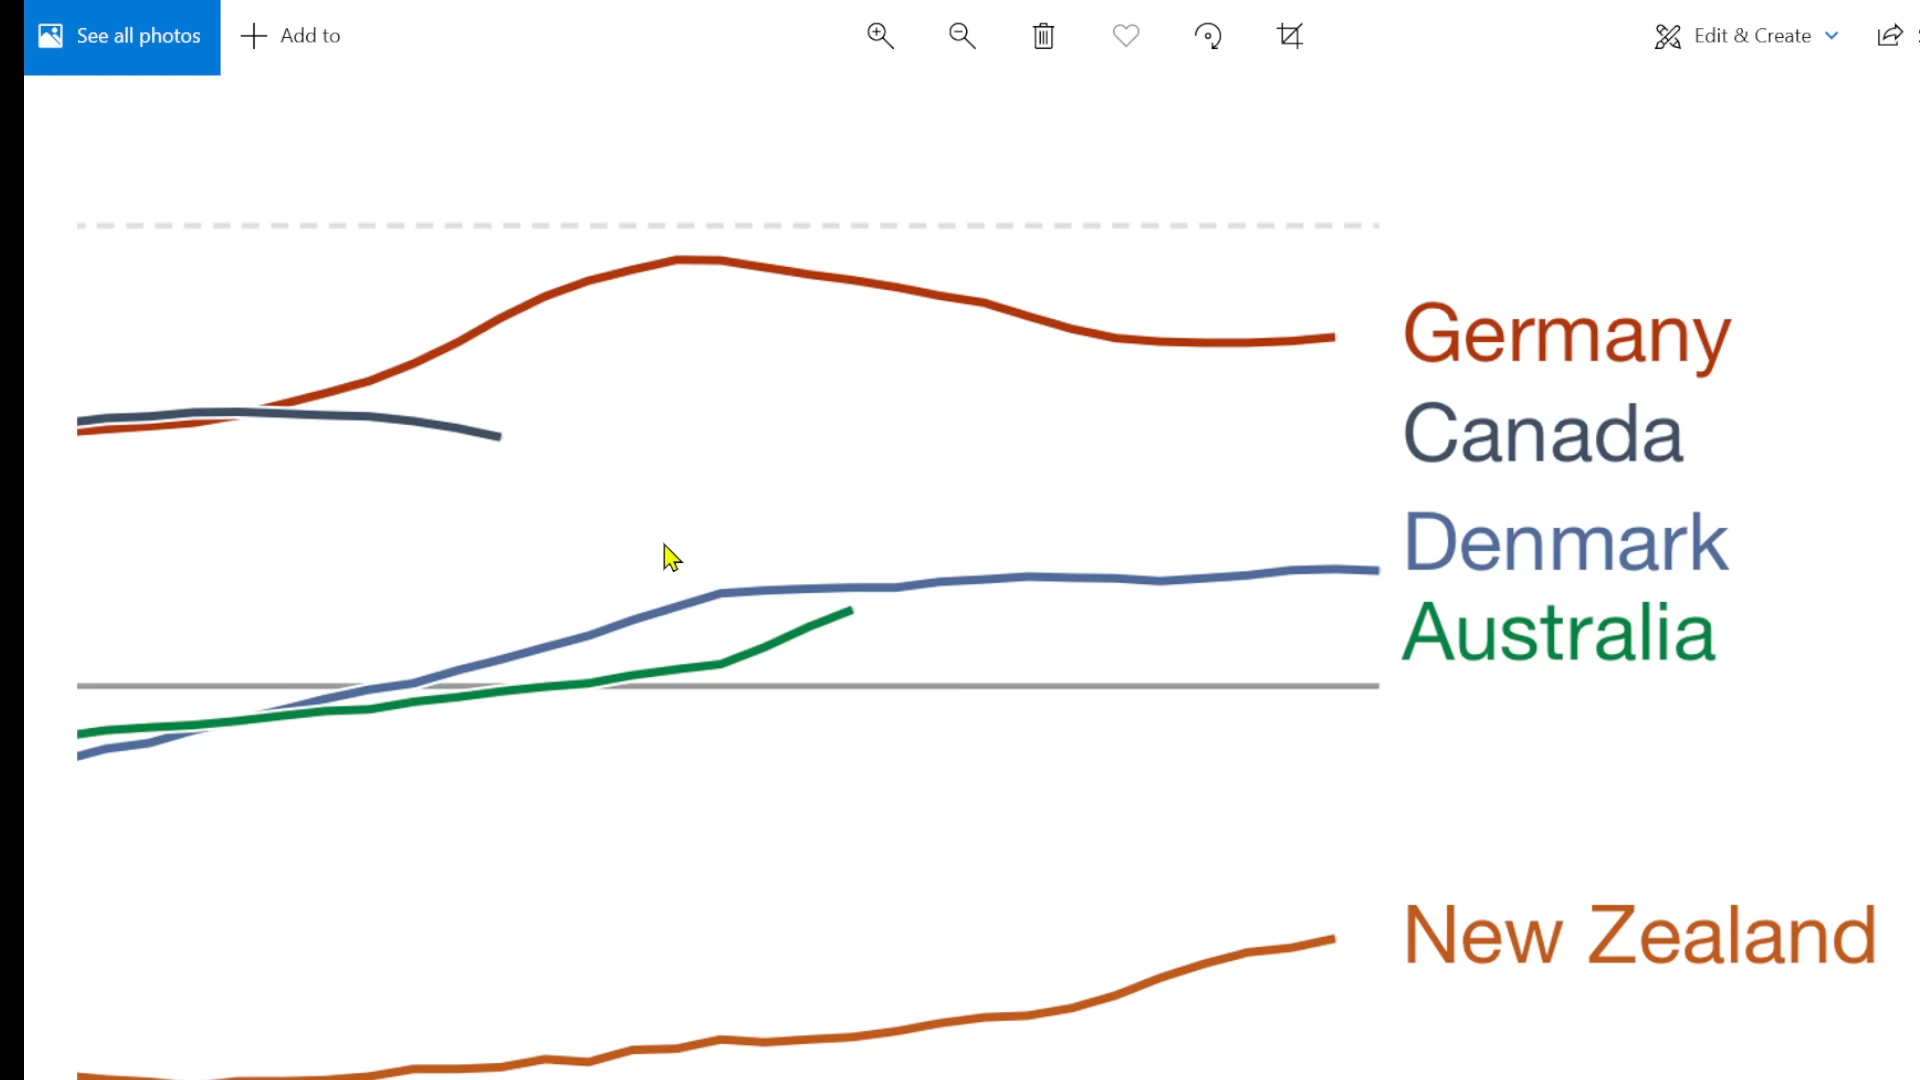 See all photos
Add to
Edit & Create
Germany
Canada
Denmark
Australia
New Zealand